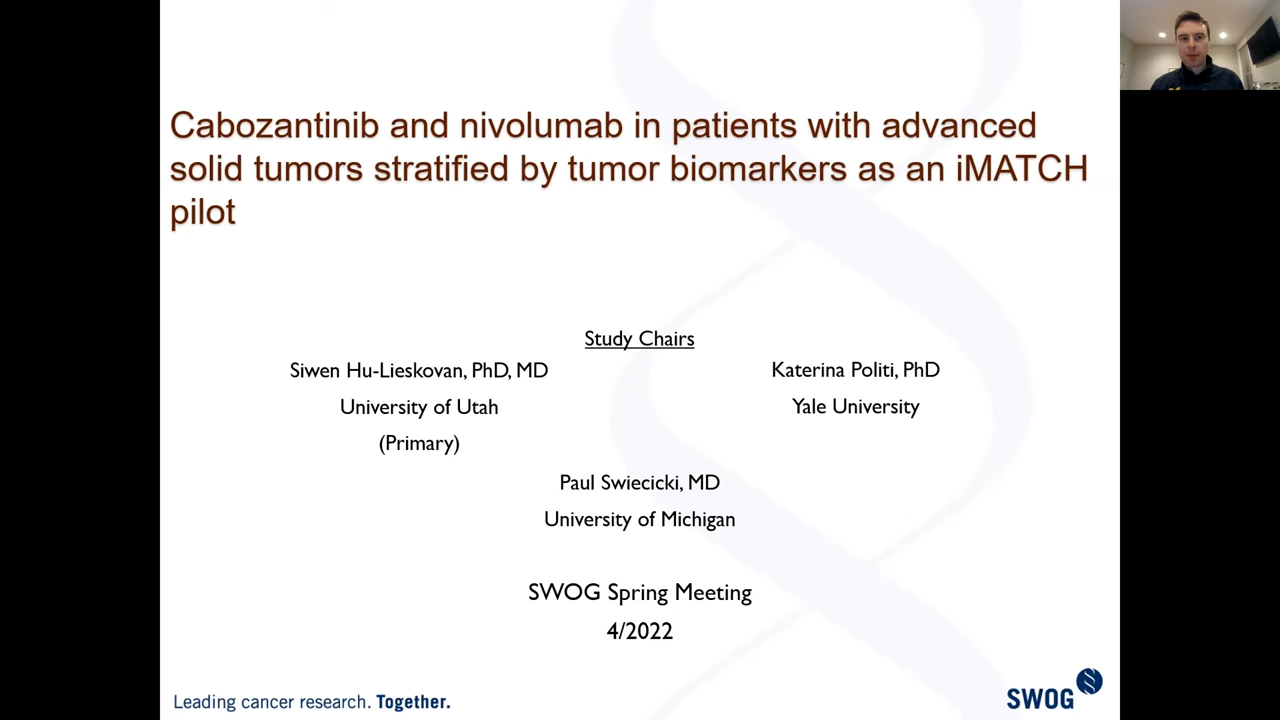 Cabozantinib and nivolumab in patients with advanced
solid tumors stratified by tumor biomarkers as an iMATCH
pilot
Study Chairs
Siwen Hu-Lieskovan, PhD, MD
University of Utah
(Primary)
Katerina Politi, PhD
Yale University
Paul Swiecicki, MD
University of Michigan
SWOG Spring Meeting
4/2022
Leading cancer research. Together.
SWOG